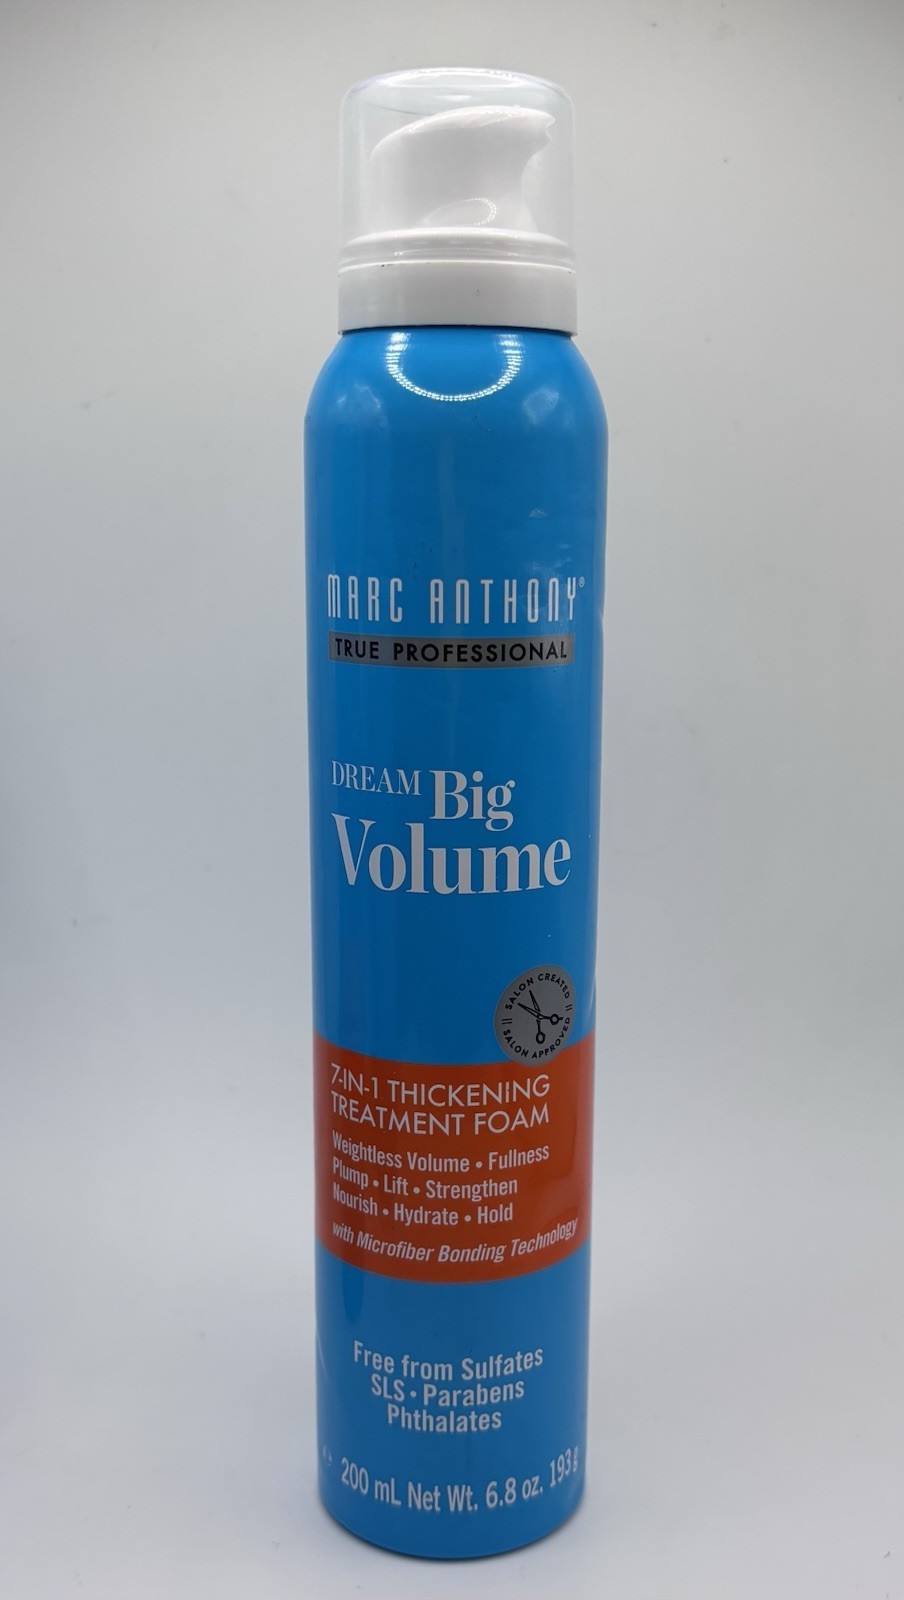 MARC ANTHONY®
TRUE PROFESSIONAL
DREAM Big
Volume
SALON CREATED
SALON APPROVED
7-IN-1 THICKENING
TREATMENT FOAM
Weightless Volume • Fullness
Plump • Lift • Strengthen
Nourish • Hydrate • Hold
with Microfiber Bonding Technology
Free from Sulfates
SLS • Parabens
Phthalates
200 mL Net Wt. 6.8 oz. 193 g